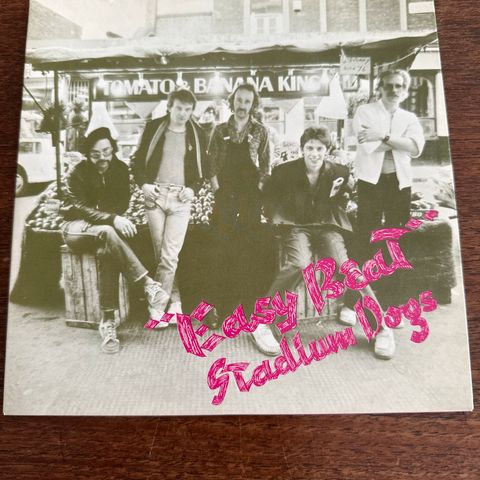 TOMATO & BANANA KING
"Easy Beat"
Stadium Dogs